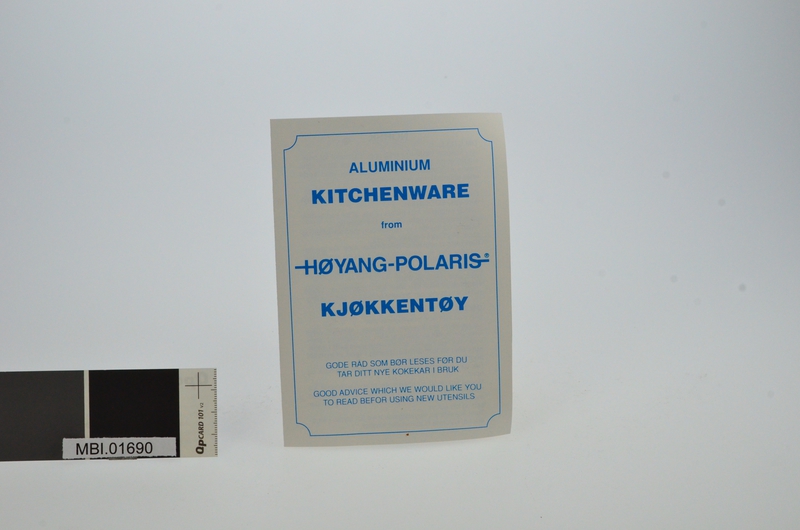 ALUMINIUM
KITCHENWARE
from
HØYANG-POLARIS®
KJØKKENTØY
GODE RÅD SOM BØR LESES FØR DU
TAR DITT NYE KOKEKAR I BRUK
GOOD ADVICE WHICH WE WOULD LIKE YOU
TO READ BEFOR USING NEW UTENSILS
MBI.01690
QPCARD 101 v2